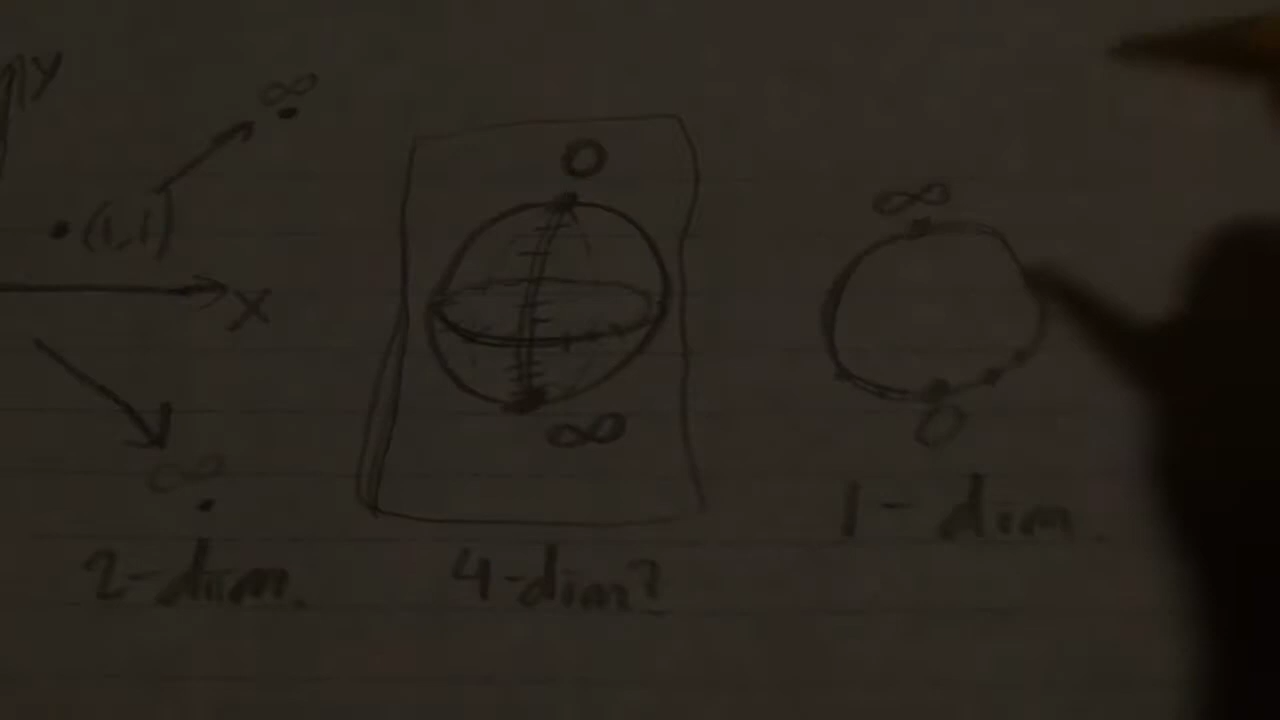 y
∞
(1,1)
x
∞
2-dim.
0
∞
4-dim?
∞
0
1-dim.